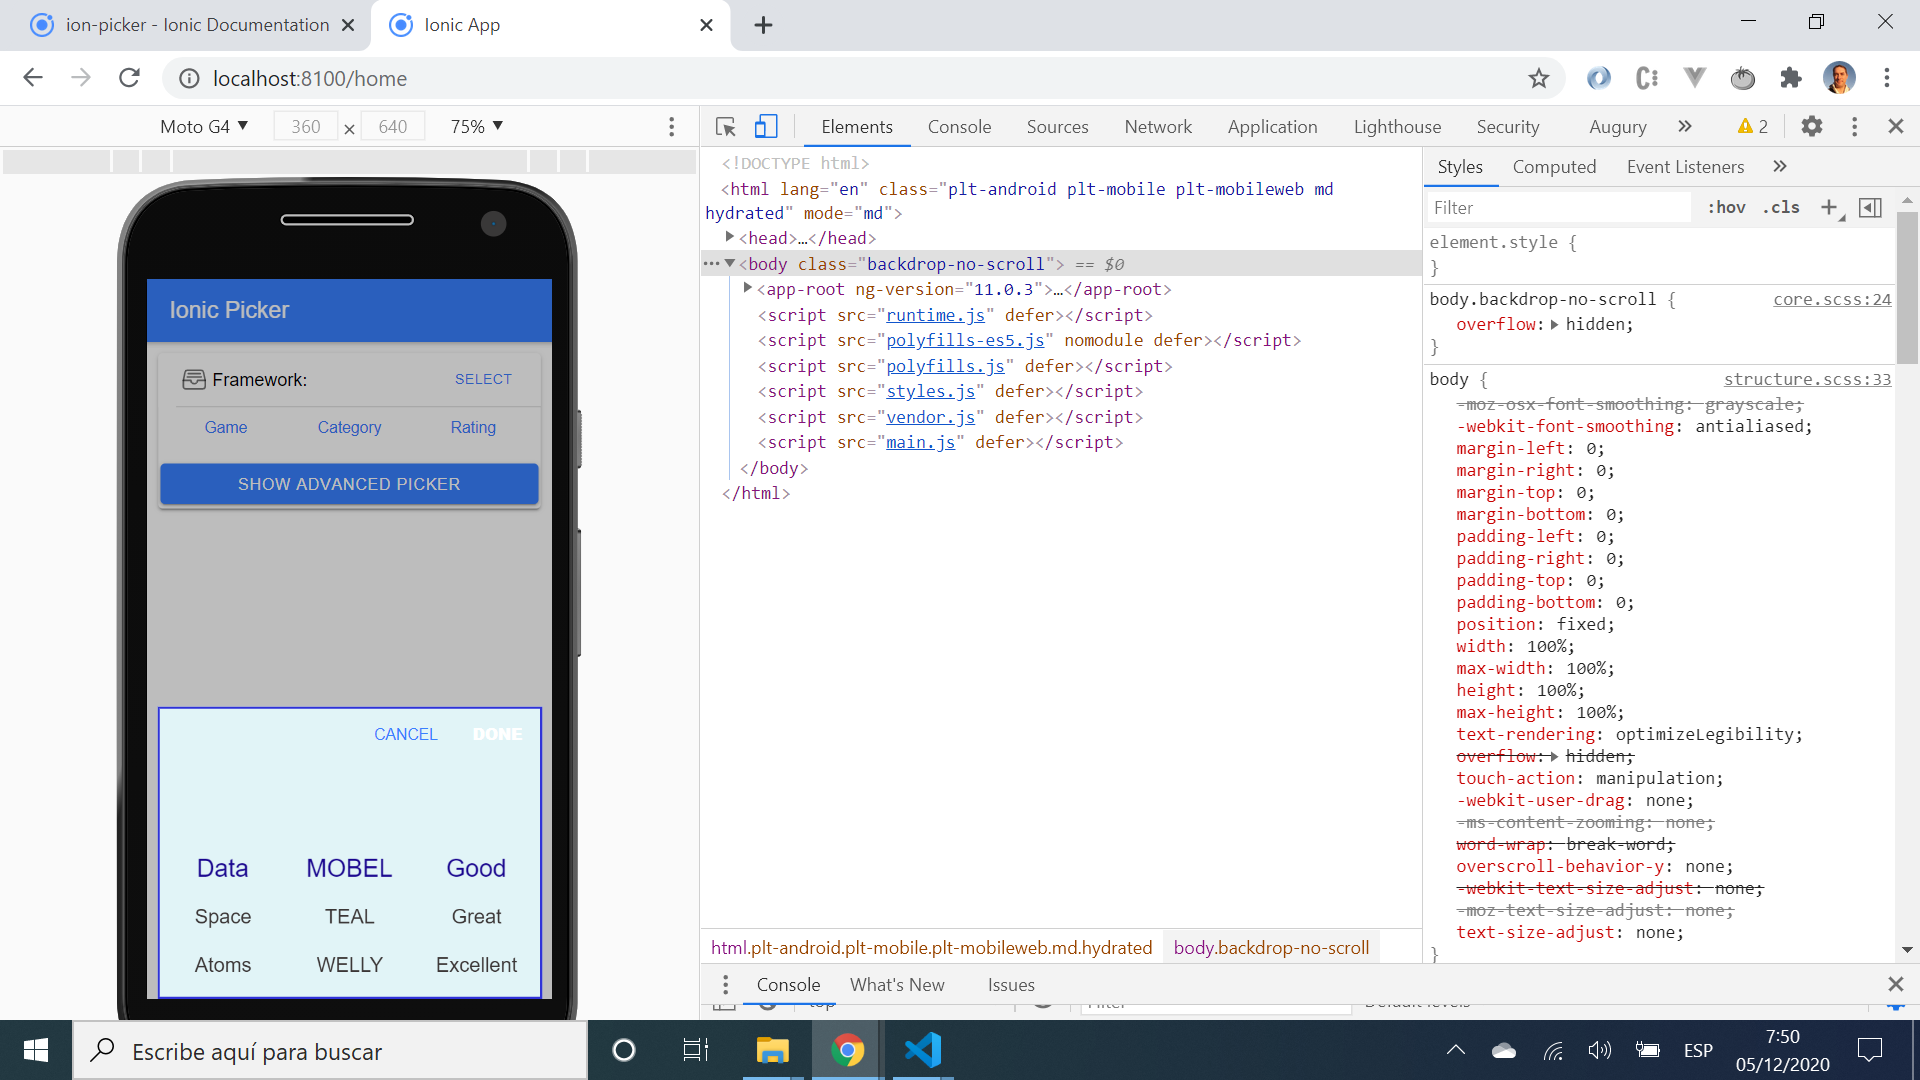 ion-picker - Ionic Documentation
Ionic App
localhost:8100/home
Moto G4
360
×
640
75%
Elements
Console
Sources
Network
Application
Lighthouse
Security
Augury
2
Ionic Picker
Framework:
SELECT
Game
Category
Rating
SHOW ADVANCED PICKER
CANCEL
DONE
Data
MOBEL
Good
Space
TEAL
Great
Atoms
WELLY
Excellent
<!DOCTYPE html>
<html lang="en" class="plt-android plt-mobile plt-mobileweb md
hydrated" mode="md">
<head>…</head>
<body class="backdrop-no-scroll"> == $0
<app-root ng-version="11.0.3">…</app-root>
<script src="runtime.js" defer></script>
<script src="polyfills-es5.js" nomodule defer></script>
<script src="polyfills.js" defer></script>
<script src="styles.js" defer></script>
<script src="vendor.js" defer></script>
<script src="main.js" defer></script>
</body>
</html>
html.plt-android.plt-mobile.plt-mobileweb.md.hydrated
body.backdrop-no-scroll
Styles
Computed
Event Listeners
Filter
:hov
.cls
element.style {
}
body.backdrop-no-scroll {
core.scss:24
overflow: hidden;
}
body {
structure.scss:33
-moz-osx-font-smoothing: grayscale;
-webkit-font-smoothing: antialiased;
margin-left: 0;
margin-right: 0;
margin-top: 0;
margin-bottom: 0;
padding-left: 0;
padding-right: 0;
padding-top: 0;
padding-bottom: 0;
position: fixed;
width: 100%;
max-width: 100%;
height: 100%;
max-height: 100%;
text-rendering: optimizeLegibility;
overflow: hidden;
touch-action: manipulation;
-webkit-user-drag: none;
-ms-content-zooming: none;
word-wrap: break-word;
overscroll-behavior-y: none;
-webkit-text-size-adjust: none;
-moz-text-size-adjust: none;
text-size-adjust: none;
}
Console
What's New
Issues
top
Filter
Default levels
Escribe aquí para buscar
ESP
7:50
05/12/2020